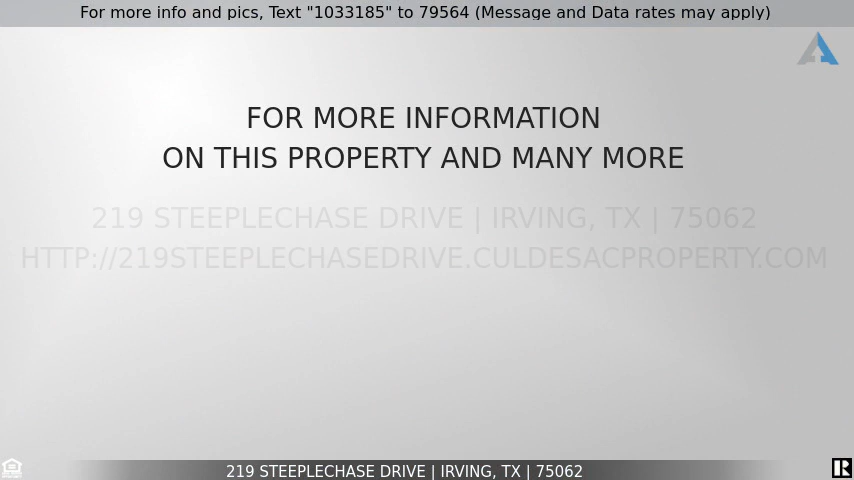 For more info and pics, Text "1033185" to 79564 (Message and Data rates may apply)
FOR MORE INFORMATION
ON THIS PROPERTY AND MANY MORE
219 STEEPLECHASE DRIVE | IRVING, TX | 75062
HTTP://219STEEPLECHASEDRIVE.CULDESACPROPERTY.COM
219 STEEPLECHASE DRIVE | IRVING, TX | 75062